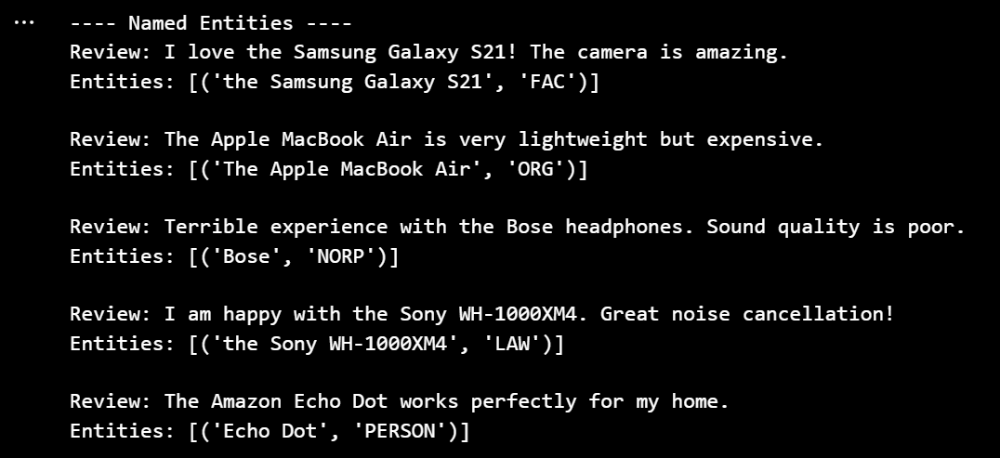 ... ---- Named Entities ----
Review: I love the Samsung Galaxy S21! The camera is amazing.
Entities: [('the Samsung Galaxy S21', 'FAC')]
Review: The Apple MacBook Air is very lightweight but expensive.
Entities: [('The Apple MacBook Air', 'ORG')]
Review: Terrible experience with the Bose headphones. Sound quality is poor.
Entities: [('Bose', 'NORP')]
Review: I am happy with the Sony WH-1000XM4. Great noise cancellation!
Entities: [('the Sony WH-1000XM4', 'LAW')]
Review: The Amazon Echo Dot works perfectly for my home.
Entities: [('Echo Dot', 'PERSON')]